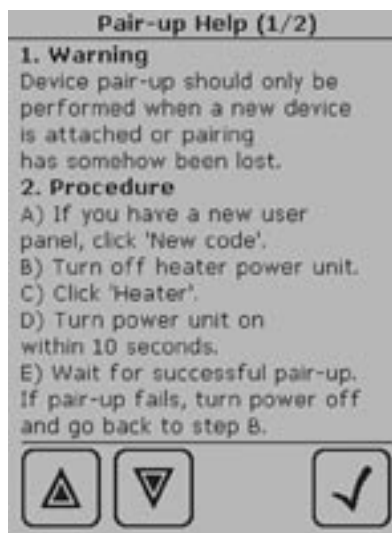 Pair-up Help (1/2)
1. Warning
Device pair-up should only be
performed when a new device
is attached or pairing
has somehow been lost.
2. Procedure
A) If you have a new user
panel, click 'New code'.
B) Turn off heater power unit.
C) Click 'Heater'.
D) Turn power unit on
within 10 seconds.
E) Wait for successful pair-up.
If pair-up fails, turn power off
and go back to step B.